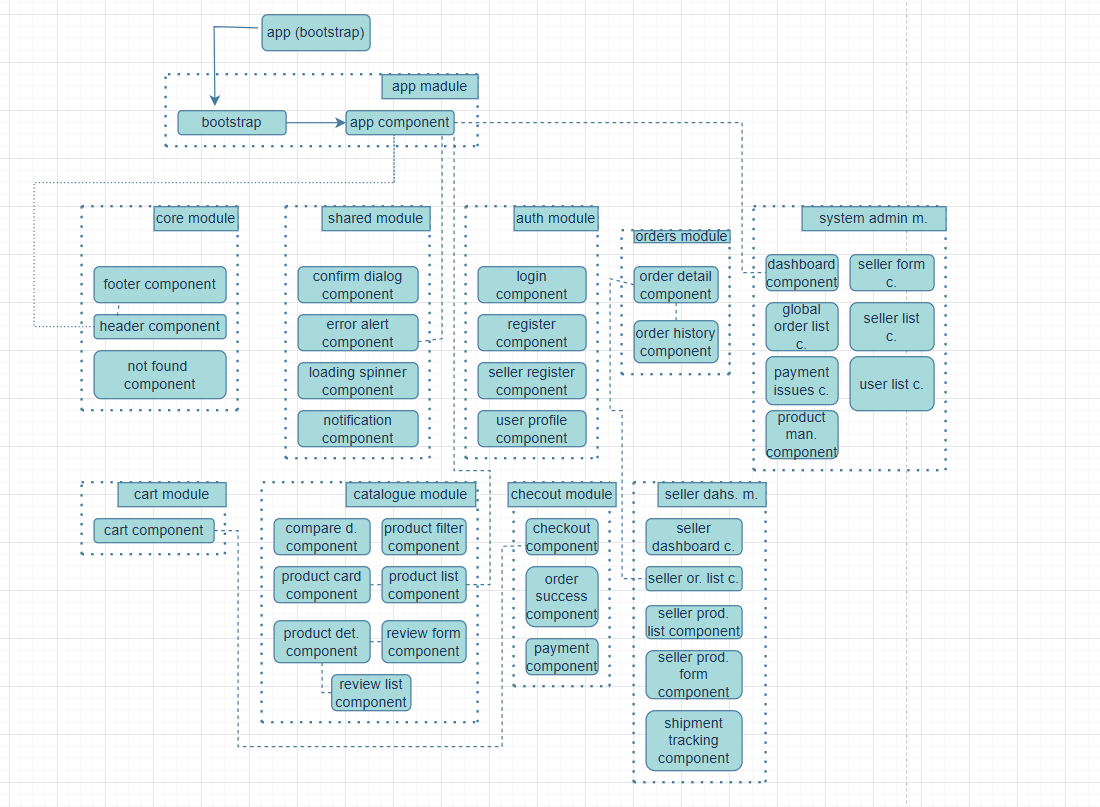 app (bootstrap)
app madule
bootstrap
app component
core module
footer component
header component
not found
component
shared module
confirm dialog
component
error alert
component
loading spinner
component
notification
component
auth module
login
component
register
component
seller register
component
user profile
component
orders module
order detail
component
order history
component
system admin m.
dashboard
component
seller form
c.
global
order list
c.
seller list
c.
payment
issues c.
user list c.
product
man.
component
cart module
cart component
catalogue module
compare d.
component
product filter
component
product card
component
product list
component
product det.
component
review form
component
review list
component
checout module
checkout
component
order
success
component
payment
component
seller dahs. m.
seller
dashboard c.
seller or. list c.
seller prod.
list component
seller prod.
form
component
shipment
tracking
component